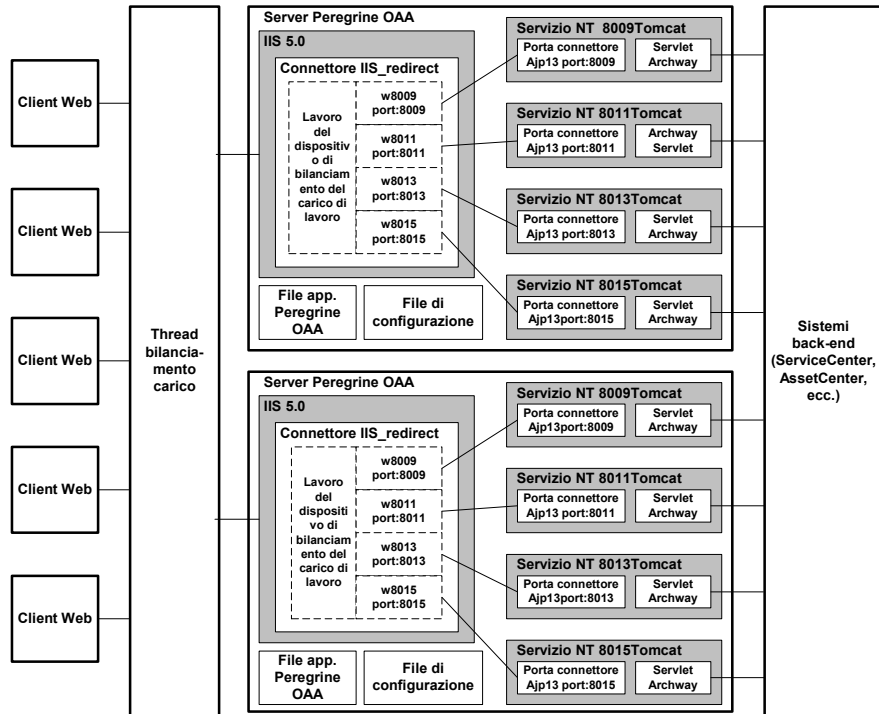 Client Web
Client Web
Client Web
Client Web
Client Web
Thread
bilancia-
mento
carico
Server Peregrine OAA
IIS 5.0
Connettore IIS_redirect
Lavoro
del
dispositiv
o di
bilanciam
ento del
carico di
lavoro
w8009
port:8009
w8011
port:8011
w8013
port:8013
w8015
port:8015
File app.
Peregrine
OAA
File di
configurazione
Servizio NT 8009Tomcat
Porta connettore
Ajp13 port:8009
Servlet
Archway
Servizio NT 8011Tomcat
Porta connettore
Ajp13 port:8011
Archway
Servlet
Servizio NT 8013Tomcat
Porta connettore
Ajp13 port:8013
Servlet
Archway
Servizio NT 8015Tomcat
Porta connettore
Ajp13port:8015
Servlet
Archway
Server Peregrine OAA
IIS 5.0
Connettore IIS_redirect
Lavoro
del
disposit
ivo di
bilanciam
ento del
carico di
lavoro
w8009
port:8009
w8011
port:8011
w8013
port:8013
w8015
port:8015
File app.
Peregrine
OAA
File di
configurazione
Servizio NT 8009Tomcat
Porta connettore
Ajp13port:8009
Servlet
Archway
Servizio NT 8011Tomcat
Porta connettore
Ajp13 port:8011
Servlet
Archway
Servizio NT 8013Tomcat
Porta connettore
Ajp13port:8013
Servlet
Archway
Servizio NT 8015Tomcat
Porta connettore
Ajp13 port:8015
Servlet
Archway
Sistemi
back-end
(ServiceCenter,
AssetCenter,
ecc.)